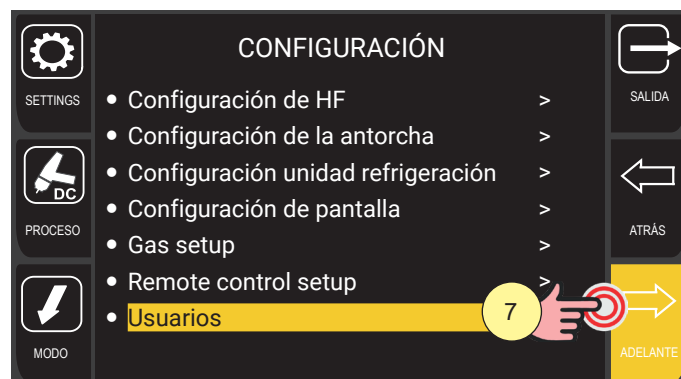 CONFIGURACIÓN
SETTINGS
PROCESO
DC
MODO
• Configuración de HF >
• Configuración de la antorcha >
• Configuración unidad refrigeración >
• Configuración de pantalla >
• Gas setup >
• Remote control setup >
• Usuarios
7
SALIDA
ATRÁS
ADELANTE